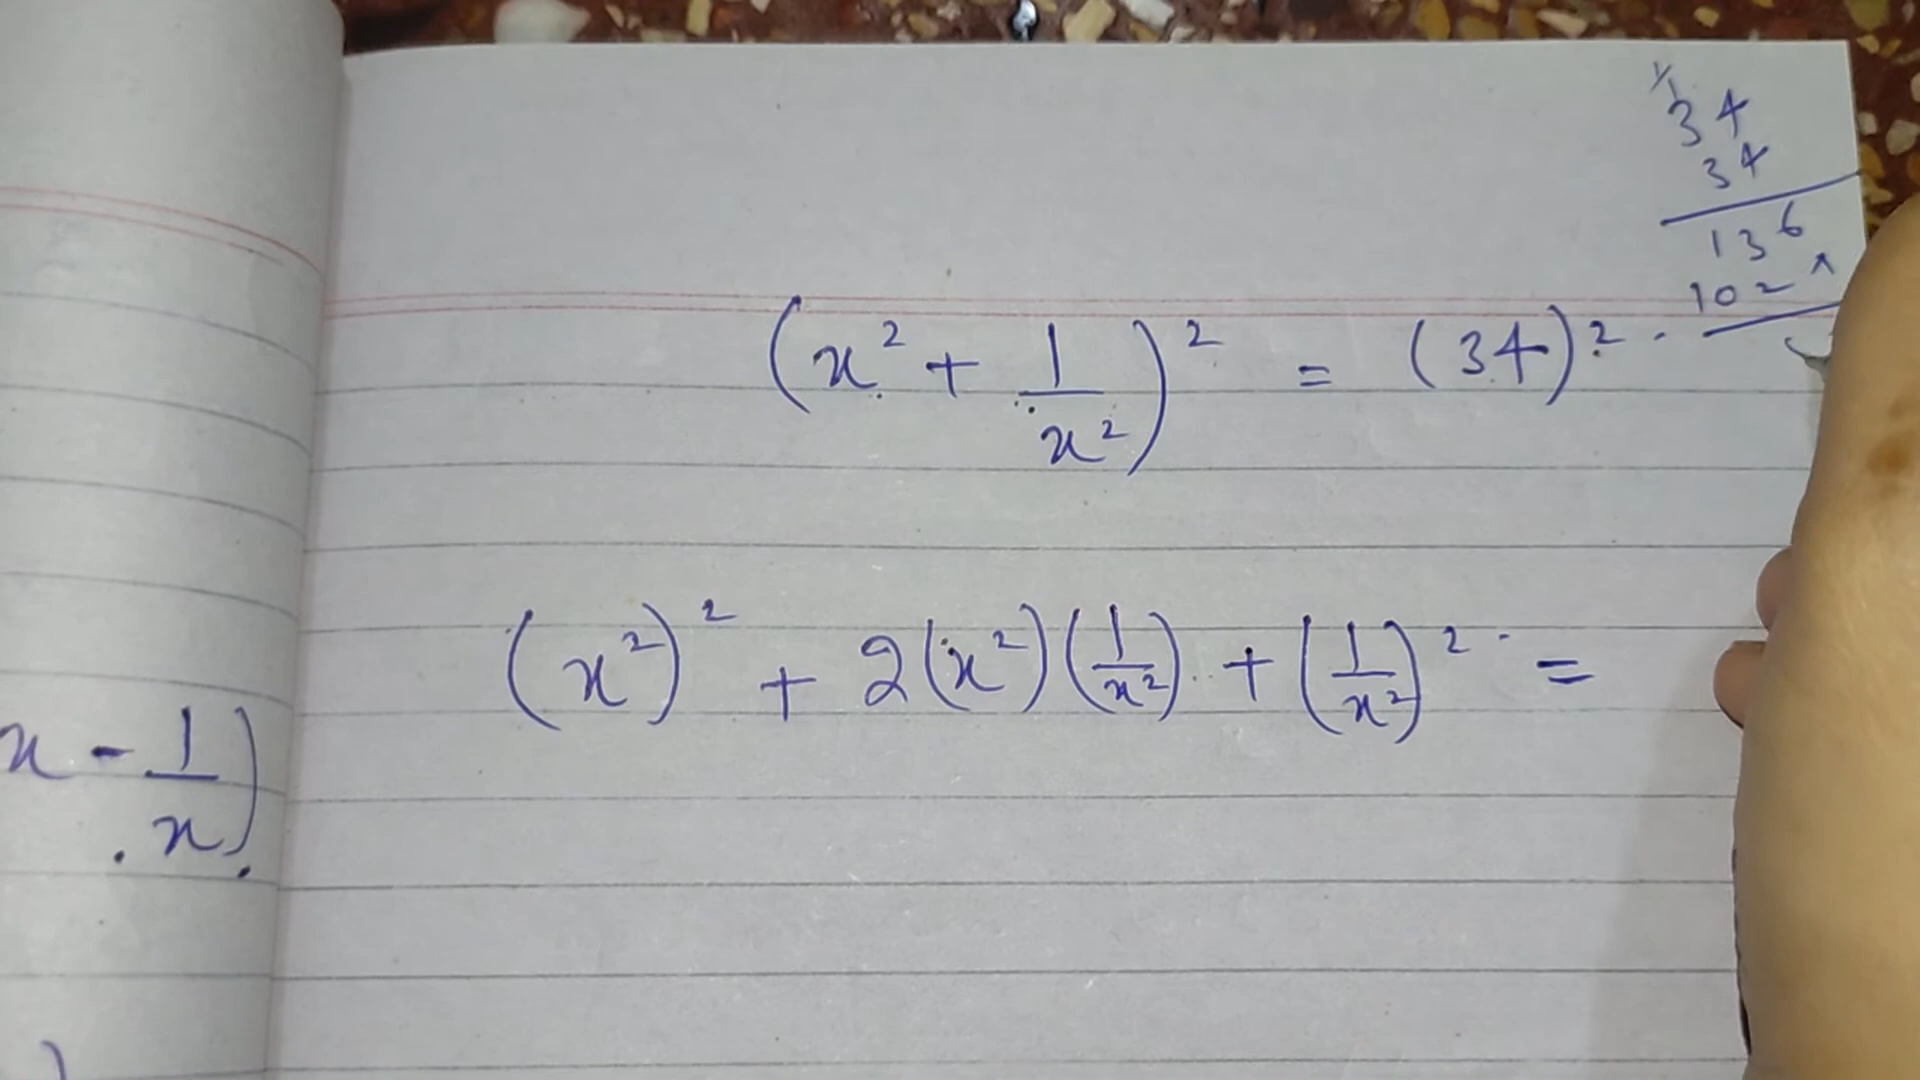 34
34
136
102×
(x² + 1/x²)² = (34)²
(x²)² + 2(x²)(1/x²) + (1/x²)² =
x - 1/x)